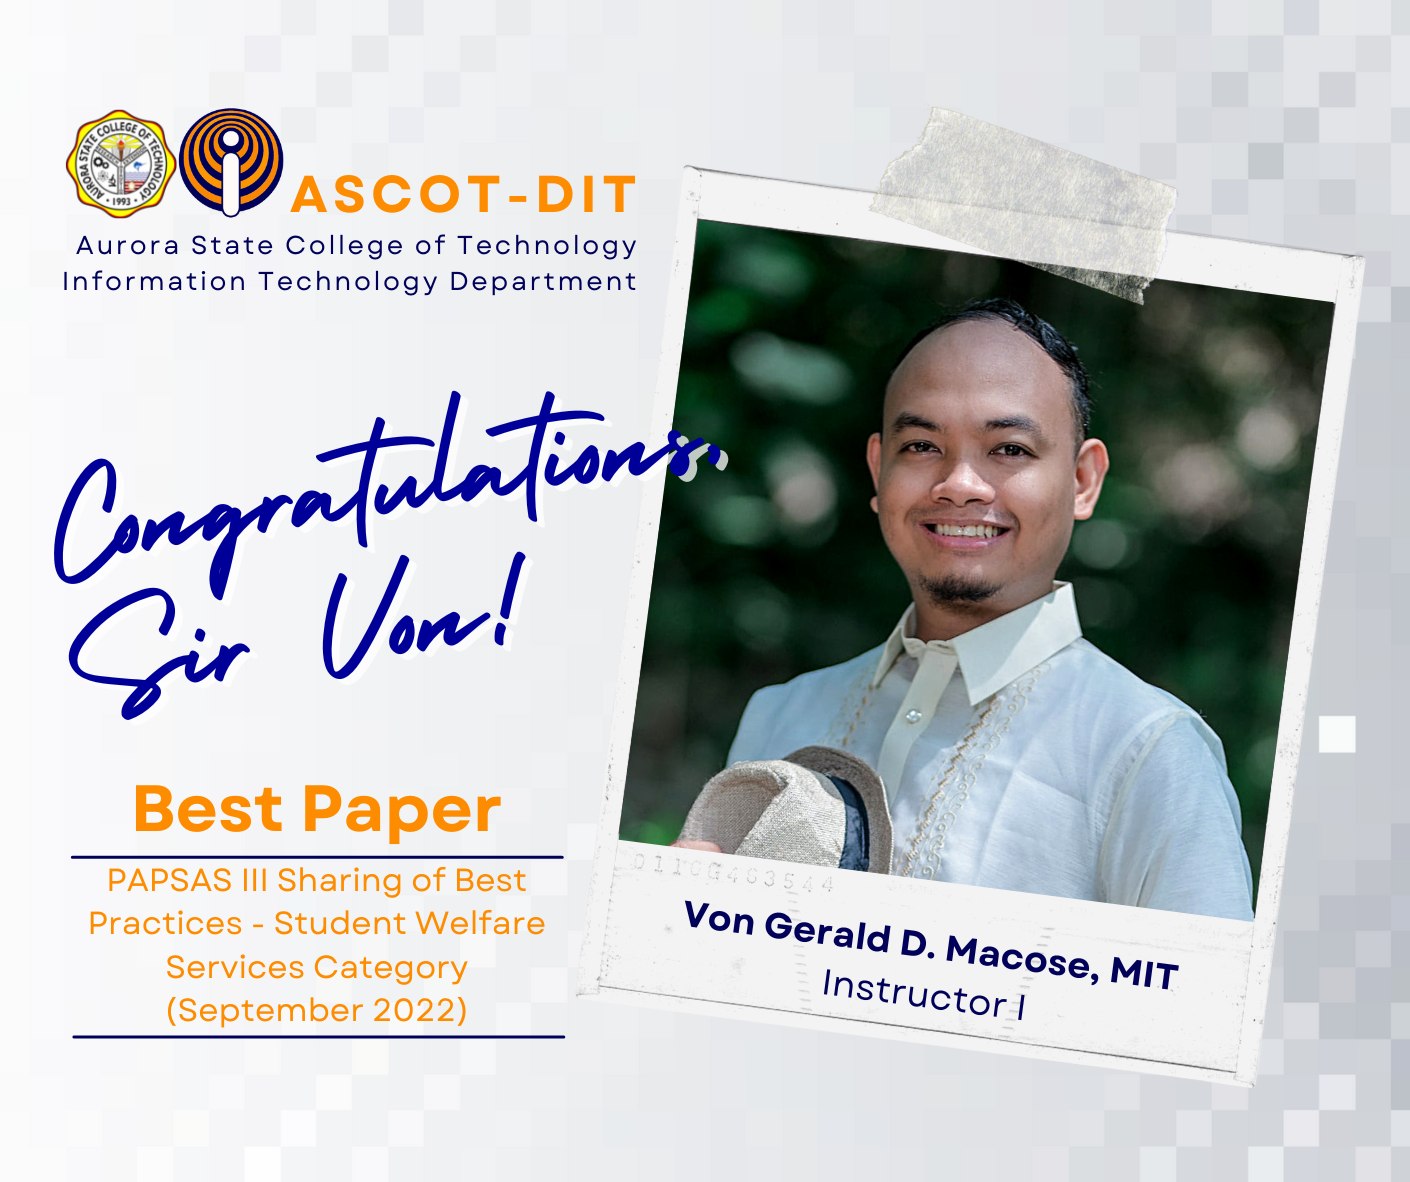 AURORA STATE COLLEGE OF TECHNOLOGY
• 1993 •
ASCOT-DIT
Aurora State College of Technology
Information Technology Department
Congratulations,
Sir Von!
Best Paper
PAPSAS III Sharing of Best
Practices - Student Welfare
Services Category
(September 2022)
Von Gerald D. Macose, MIT
Instructor I